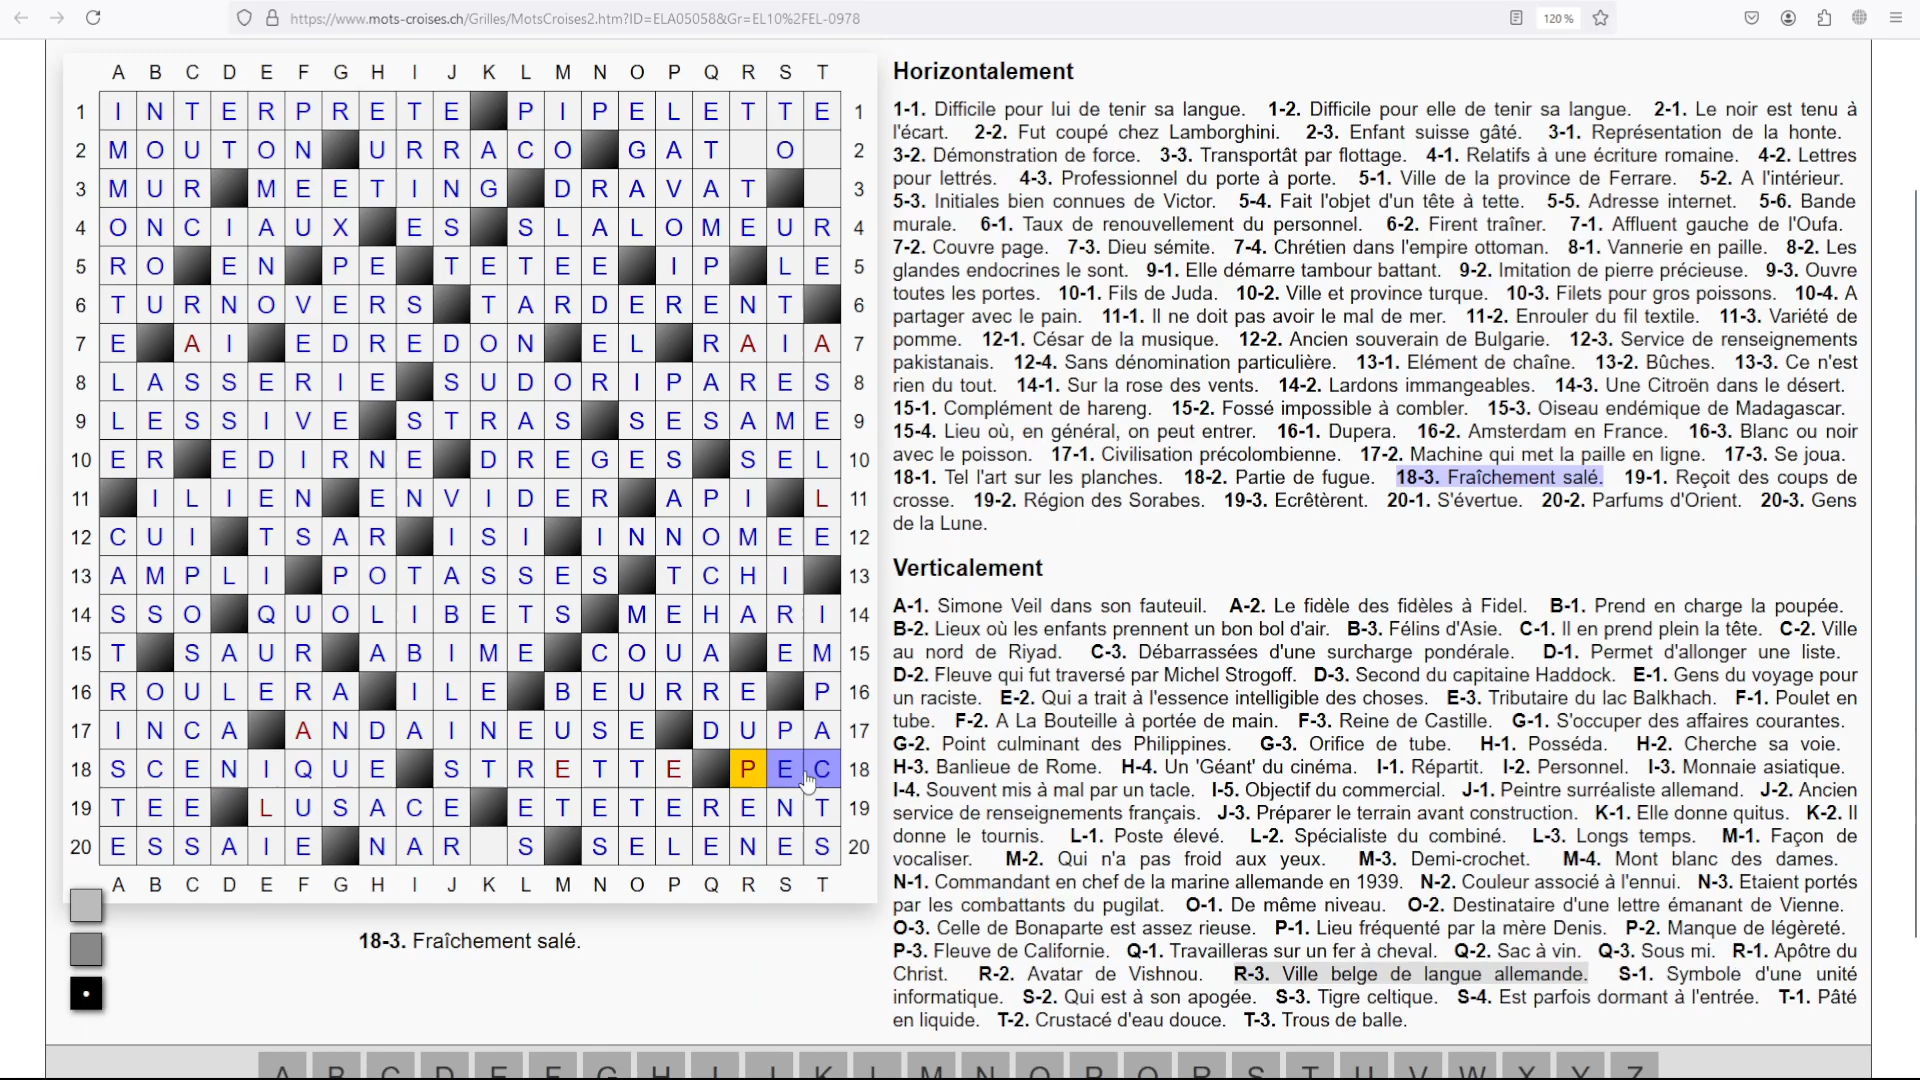 https://www.mots-croises.ch/Grilles/MotsCroises2.htm?ID=ELA05058&Gr=EL10%2FEL-0978
120 %
A B C D E F G H I J K L M N O P Q R S T
1 I N T E R P R E T E P I P E L E T T E 1
2 M O U T O N U R R A C O G A T O 2
3 M U R M E E T I N G D R A V A T 3
4 O N C I A U X E S S L A L O M E U R 4
5 R O E N P E T E T E E I P L E 5
6 T U R N O V E R S T A R D E R E N T 6
7 E A I E D R E D O N E L R A I A 7
8 L A S S E R I E S U D O R I P A R E S 8
9 L E S S I V E S T R A S S E S A M E 9
10 E R E D I R N E D R E G E S S E L 10
11 I L I E N E N V I D E R A P I L 11
12 C U I T S A R I S I I N N O M E E 12
13 A M P L I P O T A S S E S T C H I 13
14 S S O Q U O L I B E T S M E H A R I 14
15 T S A U R A B I M E C O U A E M 15
16 R O U L E R A I L E B E U R R E P 16
17 I N C A A N D A I N E U S E D U P A 17
18 S C E N I Q U E S T R E T T E P E C 18
19 T E E L U S A C E E T E T E R E N T 19
20 E S S A I E N A R S S E L E N E S 20
A B C D E F G H I J K L M N O P Q R S T
18-3. Fraîchement salé.
Horizontalement
1-1. Difficile pour lui de tenir sa langue. 1-2. Difficile pour elle de tenir sa langue. 2-1. Le noir est tenu à
l'écart. 2-2. Fut coupé chez Lamborghini. 2-3. Enfant suisse gâté. 3-1. Représentation de la honte.
3-2. Démonstration de force. 3-3. Transportât par flottage. 4-1. Relatifs à une écriture romaine. 4-2. Lettres
pour lettrés. 4-3. Professionnel du porte à porte. 5-1. Ville de la province de Ferrare. 5-2. A l'intérieur.
5-3. Initiales bien connues de Victor. 5-4. Fait l'objet d'un tête à tette. 5-5. Adresse internet. 5-6. Bande
murale. 6-1. Taux de renouvellement du personnel. 6-2. Firent traîner. 7-1. Affluent gauche de l'Oufa.
7-2. Couvre page. 7-3. Dieu sémite. 7-4. Chrétien dans l'empire ottoman. 8-1. Vannerie en paille. 8-2. Les
glandes endocrines le sont. 9-1. Elle démarre tambour battant. 9-2. Imitation de pierre précieuse. 9-3. Ouvre
toutes les portes. 10-1. Fils de Juda. 10-2. Ville et province turque. 10-3. Filets pour gros poissons. 10-4. A
partager avec le pain. 11-1. Il ne doit pas avoir le mal de mer. 11-2. Enrouler du fil textile. 11-3. Variété de
pomme. 12-1. César de la musique. 12-2. Ancien souverain de Bulgarie. 12-3. Service de renseignements
pakistanais. 12-4. Sans dénomination particulière. 13-1. Elément de chaîne. 13-2. Bûches. 13-3. Ce n'est
rien du tout. 14-1. Sur la rose des vents. 14-2. Lardons immangeables. 14-3. Une Citroën dans le désert.
15-1. Complément de hareng. 15-2. Fossé impossible à combler. 15-3. Oiseau endémique de Madagascar.
15-4. Lieu où, en général, on peut entrer. 16-1. Dupera. 16-2. Amsterdam en France. 16-3. Blanc ou noir
avec le poisson. 17-1. Civilisation précolombienne. 17-2. Machine qui met la paille en ligne. 17-3. Se joua.
18-1. Tel l'art sur les planches. 18-2. Partie de fugue. 18-3. Fraîchement salé. 19-1. Reçoit des coups de
crosse. 19-2. Région des Sorabes. 19-3. Ecrêtèrent. 20-1. S'évertue. 20-2. Parfums d'Orient. 20-3. Gens
de la Lune.
Verticalement
A-1. Simone Veil dans son fauteuil. A-2. Le fidèle des fidèles à Fidel. B-1. Prend en charge la poupée.
B-2. Lieux où les enfants prennent un bon bol d'air. B-3. Félins d'Asie. C-1. Il en prend plein la tête. C-2. Ville
au nord de Riyad. C-3. Débarrassées d'une surcharge pondérale. D-1. Permet d'allonger une liste.
D-2. Fleuve qui fut traversé par Michel Strogoff. D-3. Second du capitaine Haddock. E-1. Gens du voyage pour
un raciste. E-2. Qui a trait à l'essence intelligible des choses. E-3. Tributaire du lac Balkhach. F-1. Poulet en
tube. F-2. A La Bouteille à portée de main. F-3. Reine de Castille. G-1. S'occuper des affaires courantes.
G-2. Point culminant des Philippines. G-3. Orifice de tube. H-1. Posséda. H-2. Cherche sa voie.
H-3. Banlieue de Rome. H-4. Un 'Géant' du cinéma. I-1. Répartit. I-2. Personnel. I-3. Monnaie asiatique.
I-4. Souvent mis à mal par un tacle. I-5. Objectif du commercial. J-1. Peintre surréaliste allemand. J-2. Ancien
service de renseignements français. J-3. Préparer le terrain avant construction. K-1. Elle donne quitus. K-2. Il
donne le tournis. L-1. Poste élevé. L-2. Spécialiste du combiné. L-3. Longs temps. M-1. Façon de
vocaliser. M-2. Qui n'a pas froid aux yeux. M-3. Demi-crochet. M-4. Mont blanc des dames.
N-1. Commandant en chef de la marine allemande en 1939. N-2. Couleur associé à l'ennui. N-3. Etaient portés
par les combattants du pugilat. O-1. De même niveau. O-2. Destinataire d'une lettre émanant de Vienne.
O-3. Celle de Bonaparte est assez rieuse. P-1. Lieu fréquenté par la mère Denis. P-2. Manque de légèreté.
P-3. Fleuve de Californie. Q-1. Travailleras sur un fer à cheval. Q-2. Sac à vin. Q-3. Sous mi. R-1. Apôtre du
Christ. R-2. Avatar de Vishnou. R-3. Ville belge de langue allemande. S-1. Symbole d'une unité
informatique. S-2. Qui est à son apogée. S-3. Tigre celtique. S-4. Est parfois dormant à l'entrée. T-1. Pâté
en liquide. T-2. Crustacé d'eau douce. T-3. Trous de balle.
A B C D E F G H I J K L M N O P Q R S T U V W X Y Z